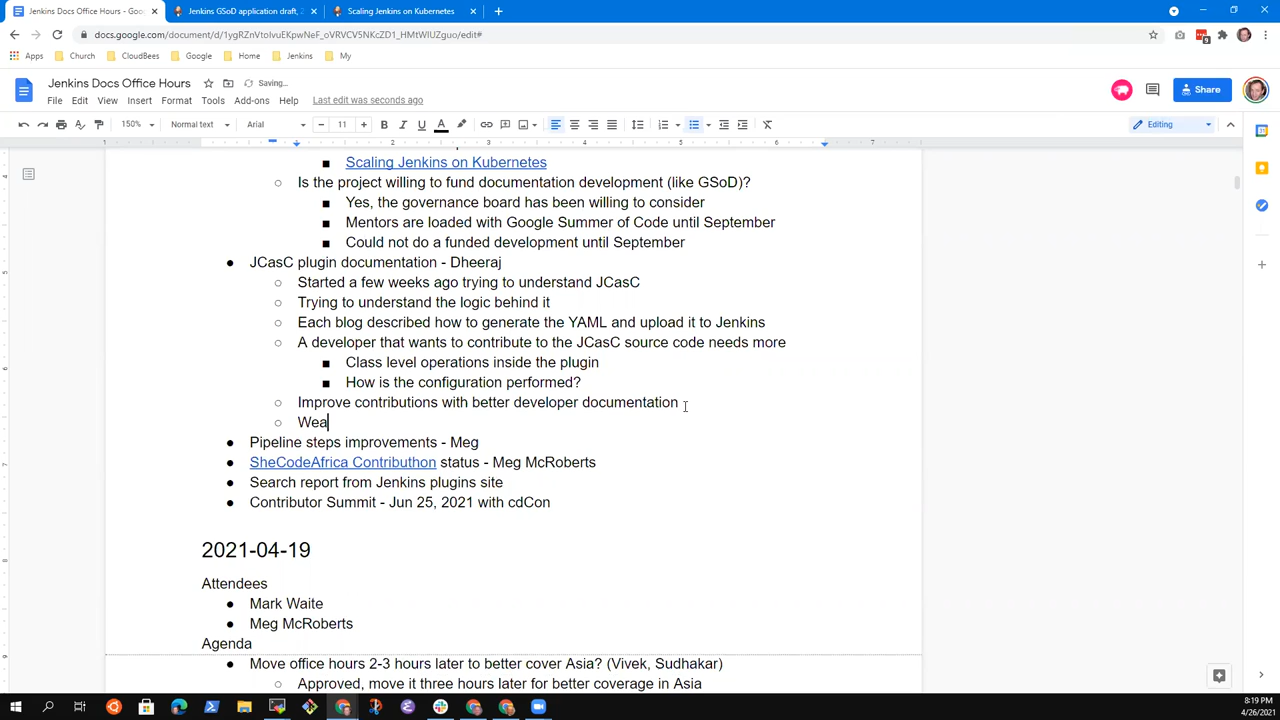 Jenkins Docs Office Hours - Goo
Jenkins GSoD application draft, 2
Scaling Jenkins on Kubernetes
docs.google.com/document/d/1ygRZnVtoIvuEKpwNeF_oVRVCV5NKcZD1_HMtWIUZguo/edit#
Apps Church CloudBees Google Home Jenkins My
Jenkins Docs Office Hours Saving...
File Edit View Insert Format Tools Add-ons Help Last edit was seconds ago
Share
150% Normal text Arial 11 Editing
1 1 2 3 4 5 6 7
Scaling Jenkins on Kubernetes
Is the project willing to fund documentation development (like GSoD)?
Yes, the governance board has been willing to consider
Mentors are loaded with Google Summer of Code until September
Could not do a funded development until September
JCasC plugin documentation - Dheeraj
Started a few weeks ago trying to understand JCasC
Trying to understand the logic behind it
Each blog described how to generate the YAML and upload it to Jenkins
A developer that wants to contribute to the JCasC source code needs more
Class level operations inside the plugin
How is the configuration performed?
Improve contributions with better developer documentation
Wea
Pipeline steps improvements - Meg
SheCodeAfrica Contributhon status - Meg McRoberts
Search report from Jenkins plugins site
Contributor Summit - Jun 25, 2021 with cdCon
2021-04-19
Attendees
Mark Waite
Meg McRoberts
Agenda
Move office hours 2-3 hours later to better cover Asia? (Vivek, Sudhakar)
Approved, move it three hours later for better coverage in Asia
8:19 PM
4/26/2021